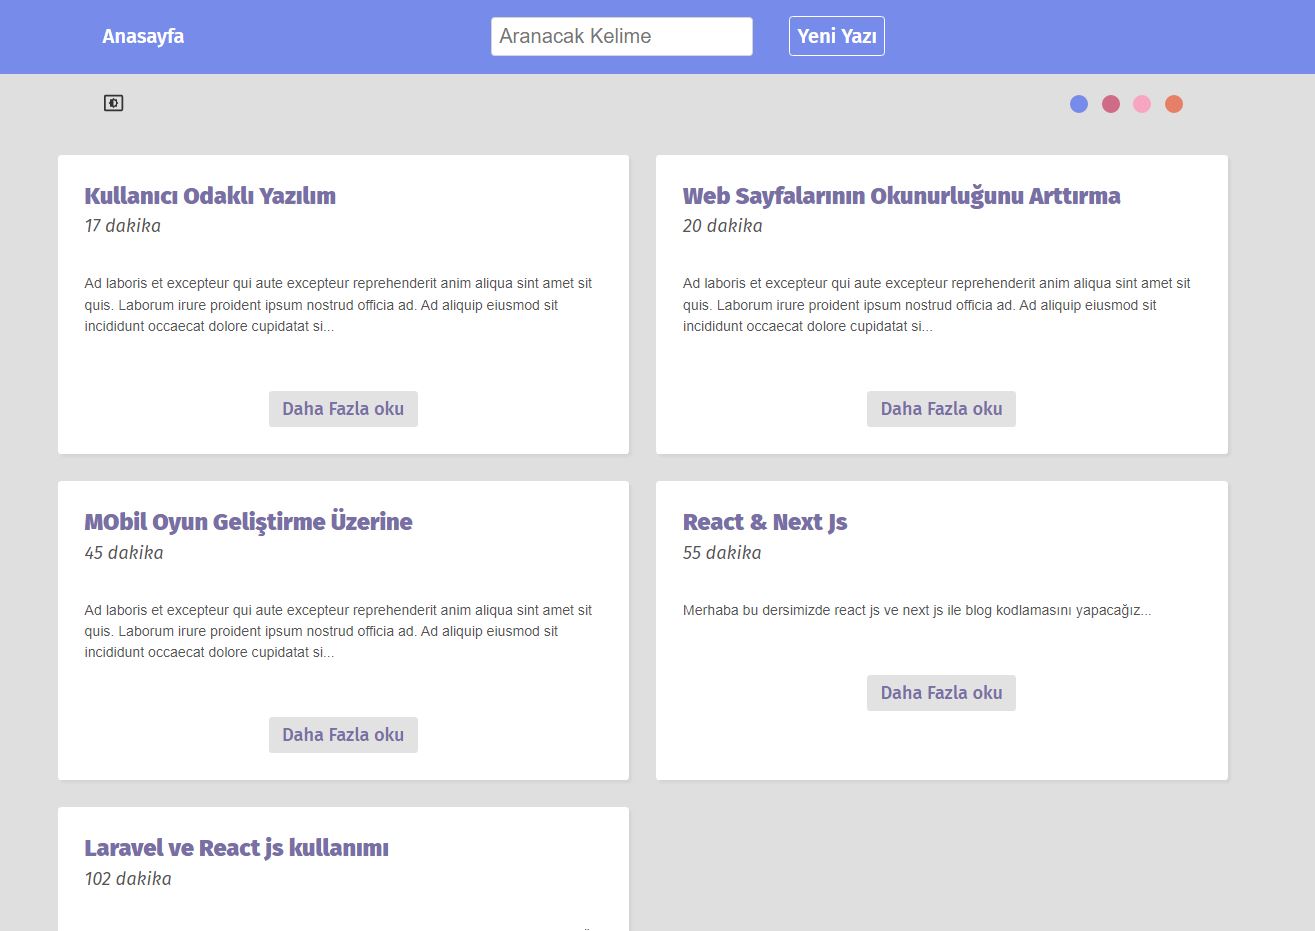 Anasayfa
Aranacak Kelime
Yeni Yazı
Kullanıcı Odaklı Yazılım
17 dakika
Ad laboris et excepteur qui aute excepteur reprehenderit anim aliqua sint amet sit
quis. Laborum irure proident ipsum nostrud officia ad. Ad aliquip eiusmod sit
incididunt occaecat dolore cupidatat si...
Daha Fazla oku
Web Sayfalarının Okunurluğunu Arttırma
20 dakika
Ad laboris et excepteur qui aute excepteur reprehenderit anim aliqua sint amet sit
quis. Laborum irure proident ipsum nostrud officia ad. Ad aliquip eiusmod sit
incididunt occaecat dolore cupidatat si...
Daha Fazla oku
MObil Oyun Geliştirme Üzerine
45 dakika
Ad laboris et excepteur qui aute excepteur reprehenderit anim aliqua sint amet sit
quis. Laborum irure proident ipsum nostrud officia ad. Ad aliquip eiusmod sit
incididunt occaecat dolore cupidatat si...
Daha Fazla oku
React & Next Js
55 dakika
Merhaba bu dersimizde react js ve next js ile blog kodlamasını yapacağız...
Daha Fazla oku
Laravel ve React js kullanımı
102 dakika